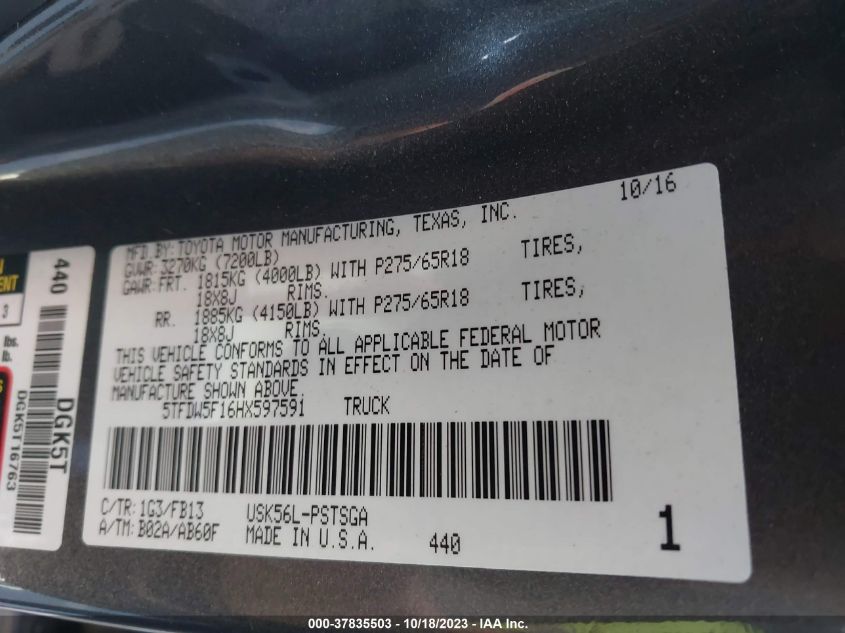 10/16
MFD.BY:TOYOTA MOTOR MANUFACTURING, TEXAS, INC.
GVWR:3270KG (7200LB)
GAWR:FRT. 1815KG (4000LB) WITH P275/65R18 TIRES,
18X8J RIMS.
RR. 1885KG (4150LB) WITH P275/65R18 TIRES,
18X8J RIMS.
THIS VEHICLE CONFORMS TO ALL APPLICABLE FEDERAL MOTOR
VEHICLE SAFETY STANDARDS IN EFFECT ON THE DATE OF
MANUFACTURE SHOWN ABOVE.
5TFDW5F16HX597591 TRUCK
C/TR:1G3/FB13 USK56L-PSTSGA
A/TM:B02A/AB60F MADE IN U.S.A. 440 1
440
DGK5T
DGK5T16763
3
lbs.
lb.
000-37835503 - 10/18/2023 - IAA Inc.